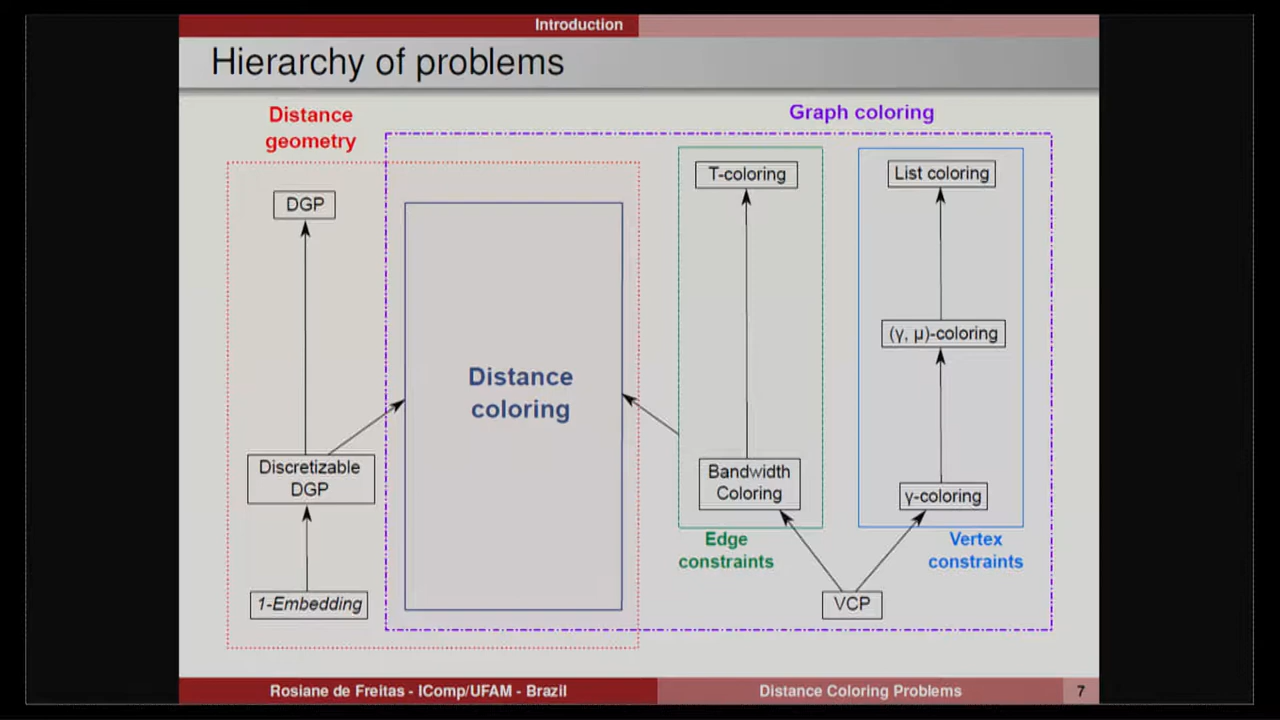 Introduction
Hierarchy of problems
Distance
geometry
Graph coloring
DGP
T-coloring
List coloring
Distance
coloring
(γ, μ)-coloring
Discretizable
DGP
Bandwidth
Coloring
γ-coloring
Edge
constraints
Vertex
constraints
1-Embedding
VCP
Rosiane de Freitas - IComp/UFAM - Brazil
Distance Coloring Problems
7